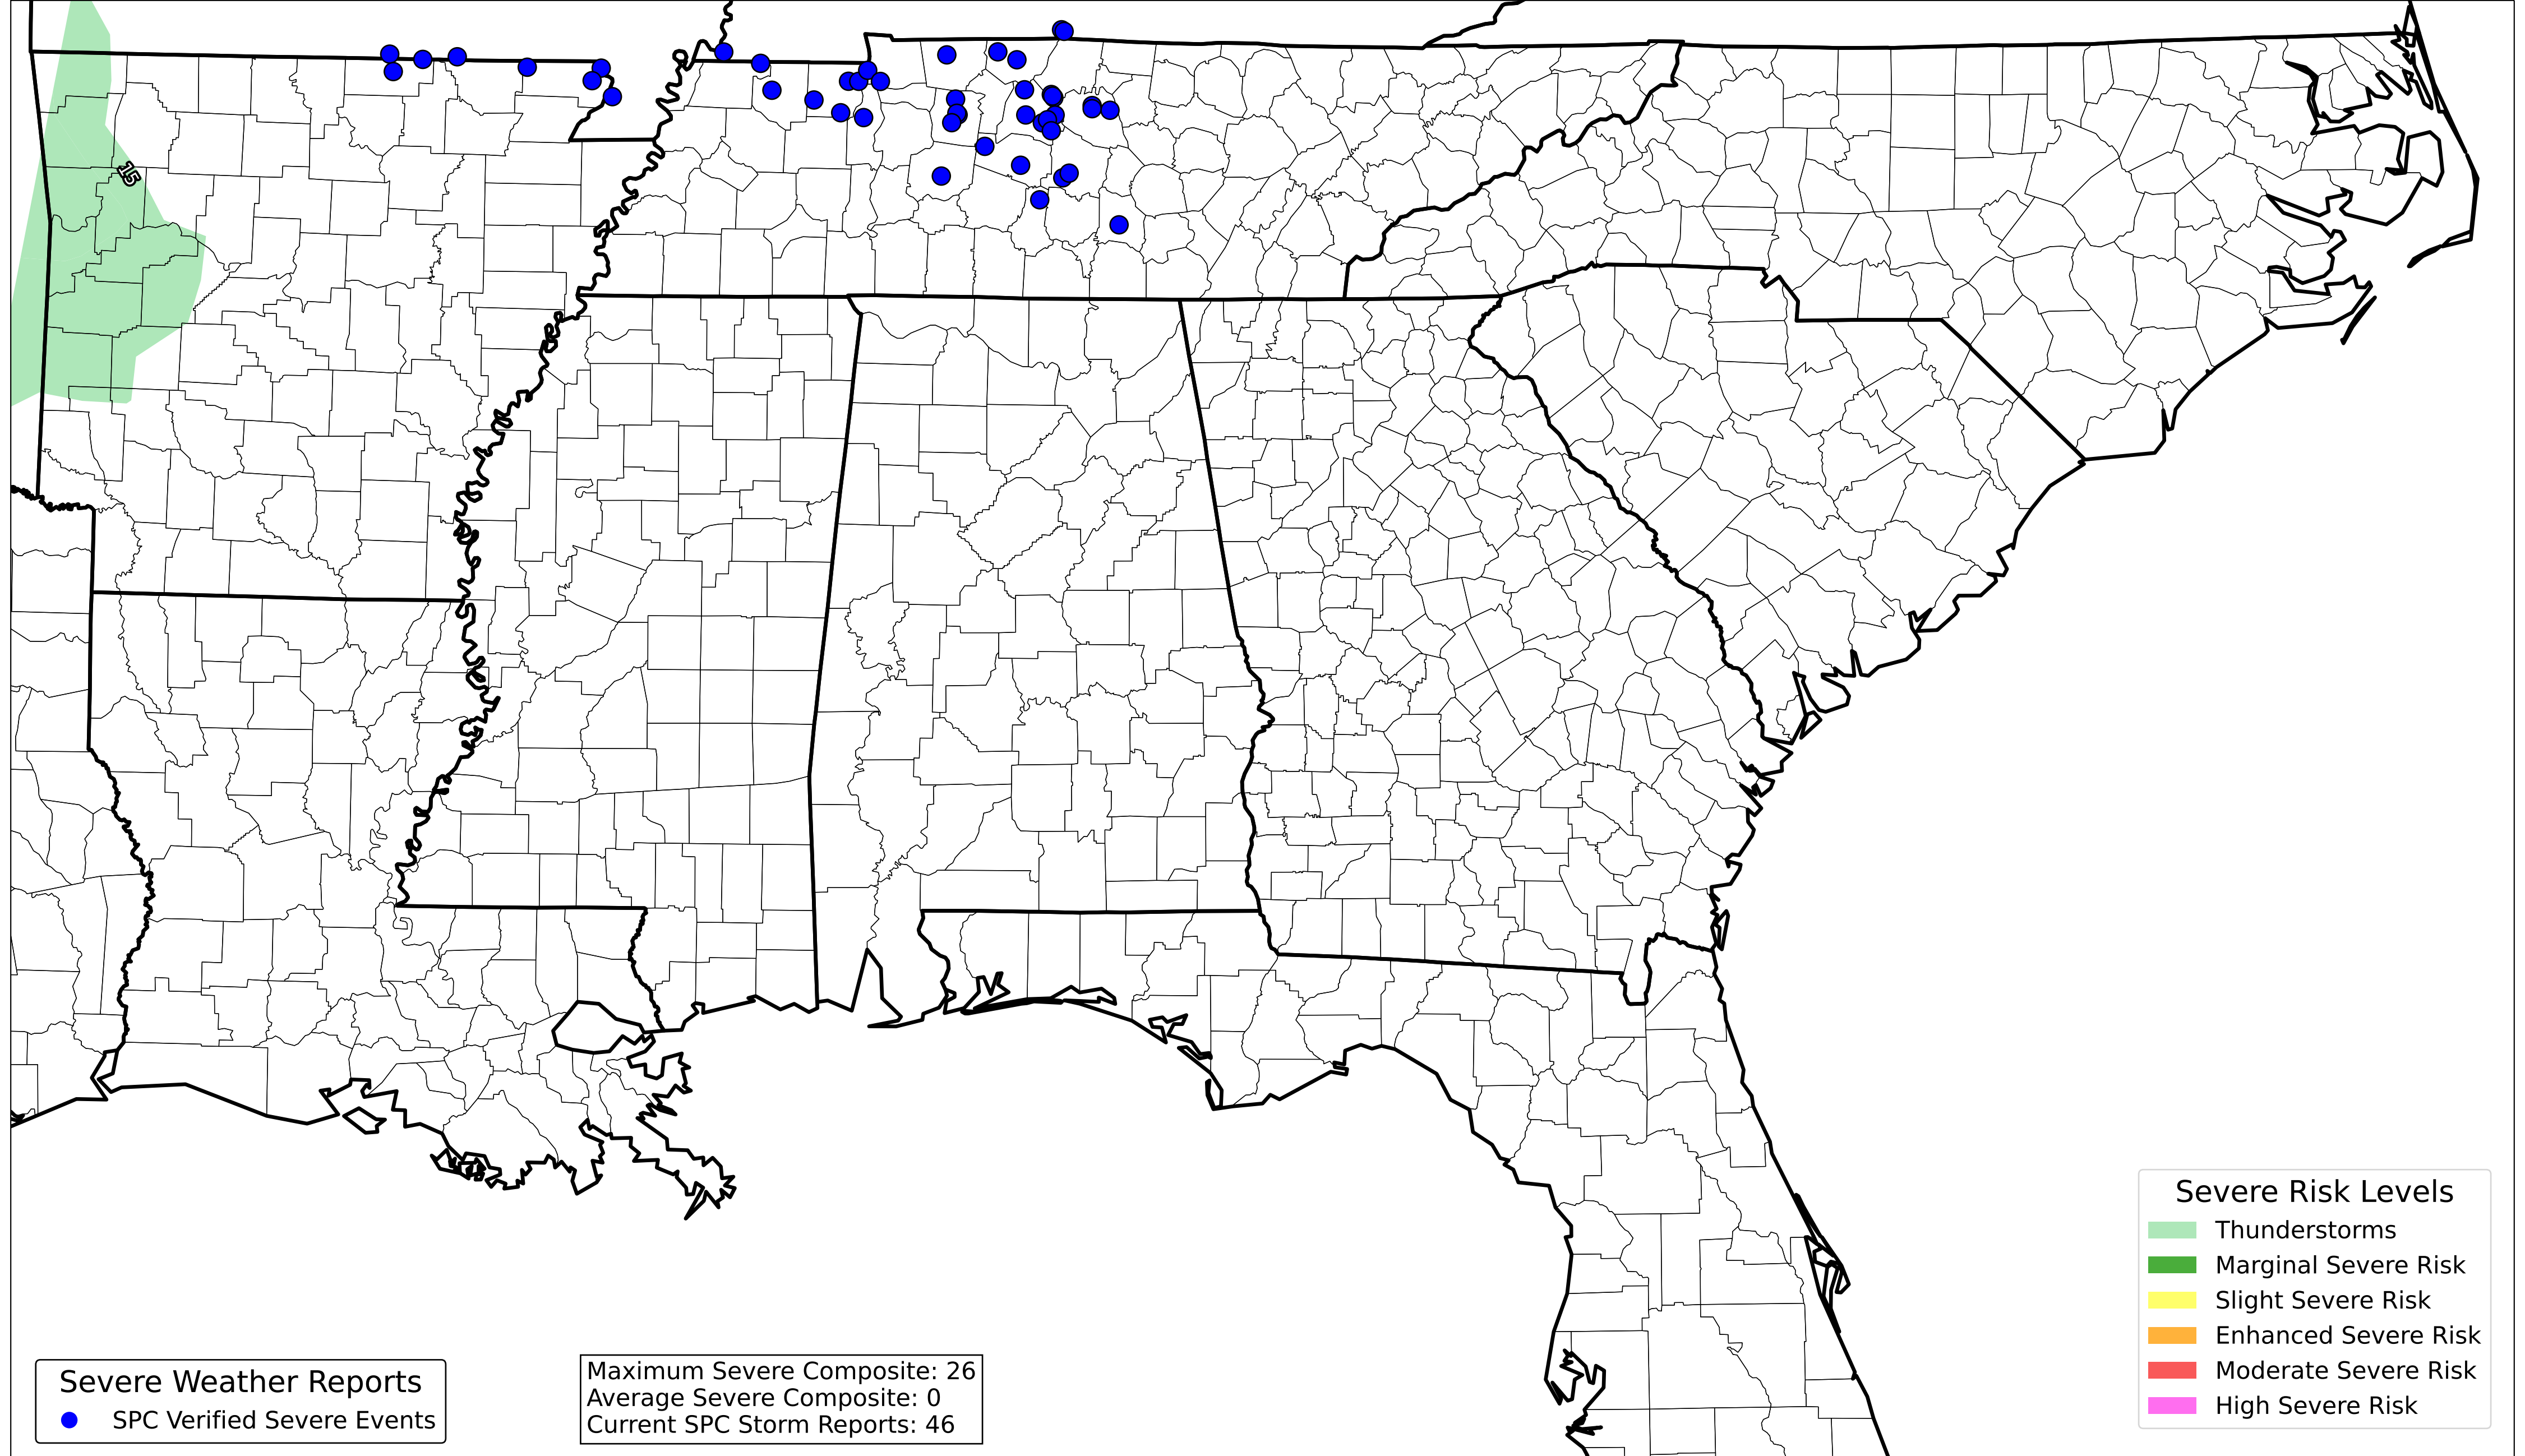 15
Severe Weather Reports
SPC Verified Severe Events
Maximum Severe Composite: 26
Average Severe Composite: 0
Current SPC Storm Reports: 46
Severe Risk Levels
Thunderstorms
Marginal Severe Risk
Slight Severe Risk
Enhanced Severe Risk
Moderate Severe Risk
High Severe Risk